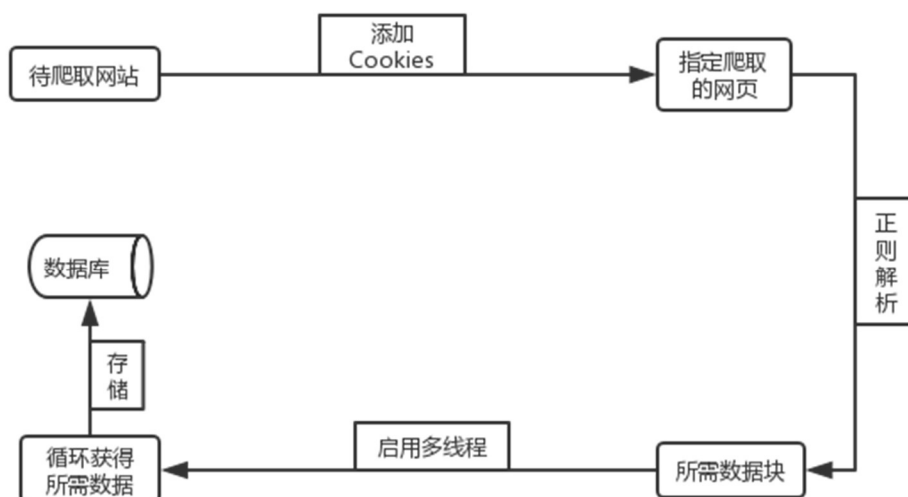 待爬取网站
添加
Cookies
指定爬取
的网页
正
则
解
析
所需数据块
启用多线程
循环获得
所需数据
存
储
数据库